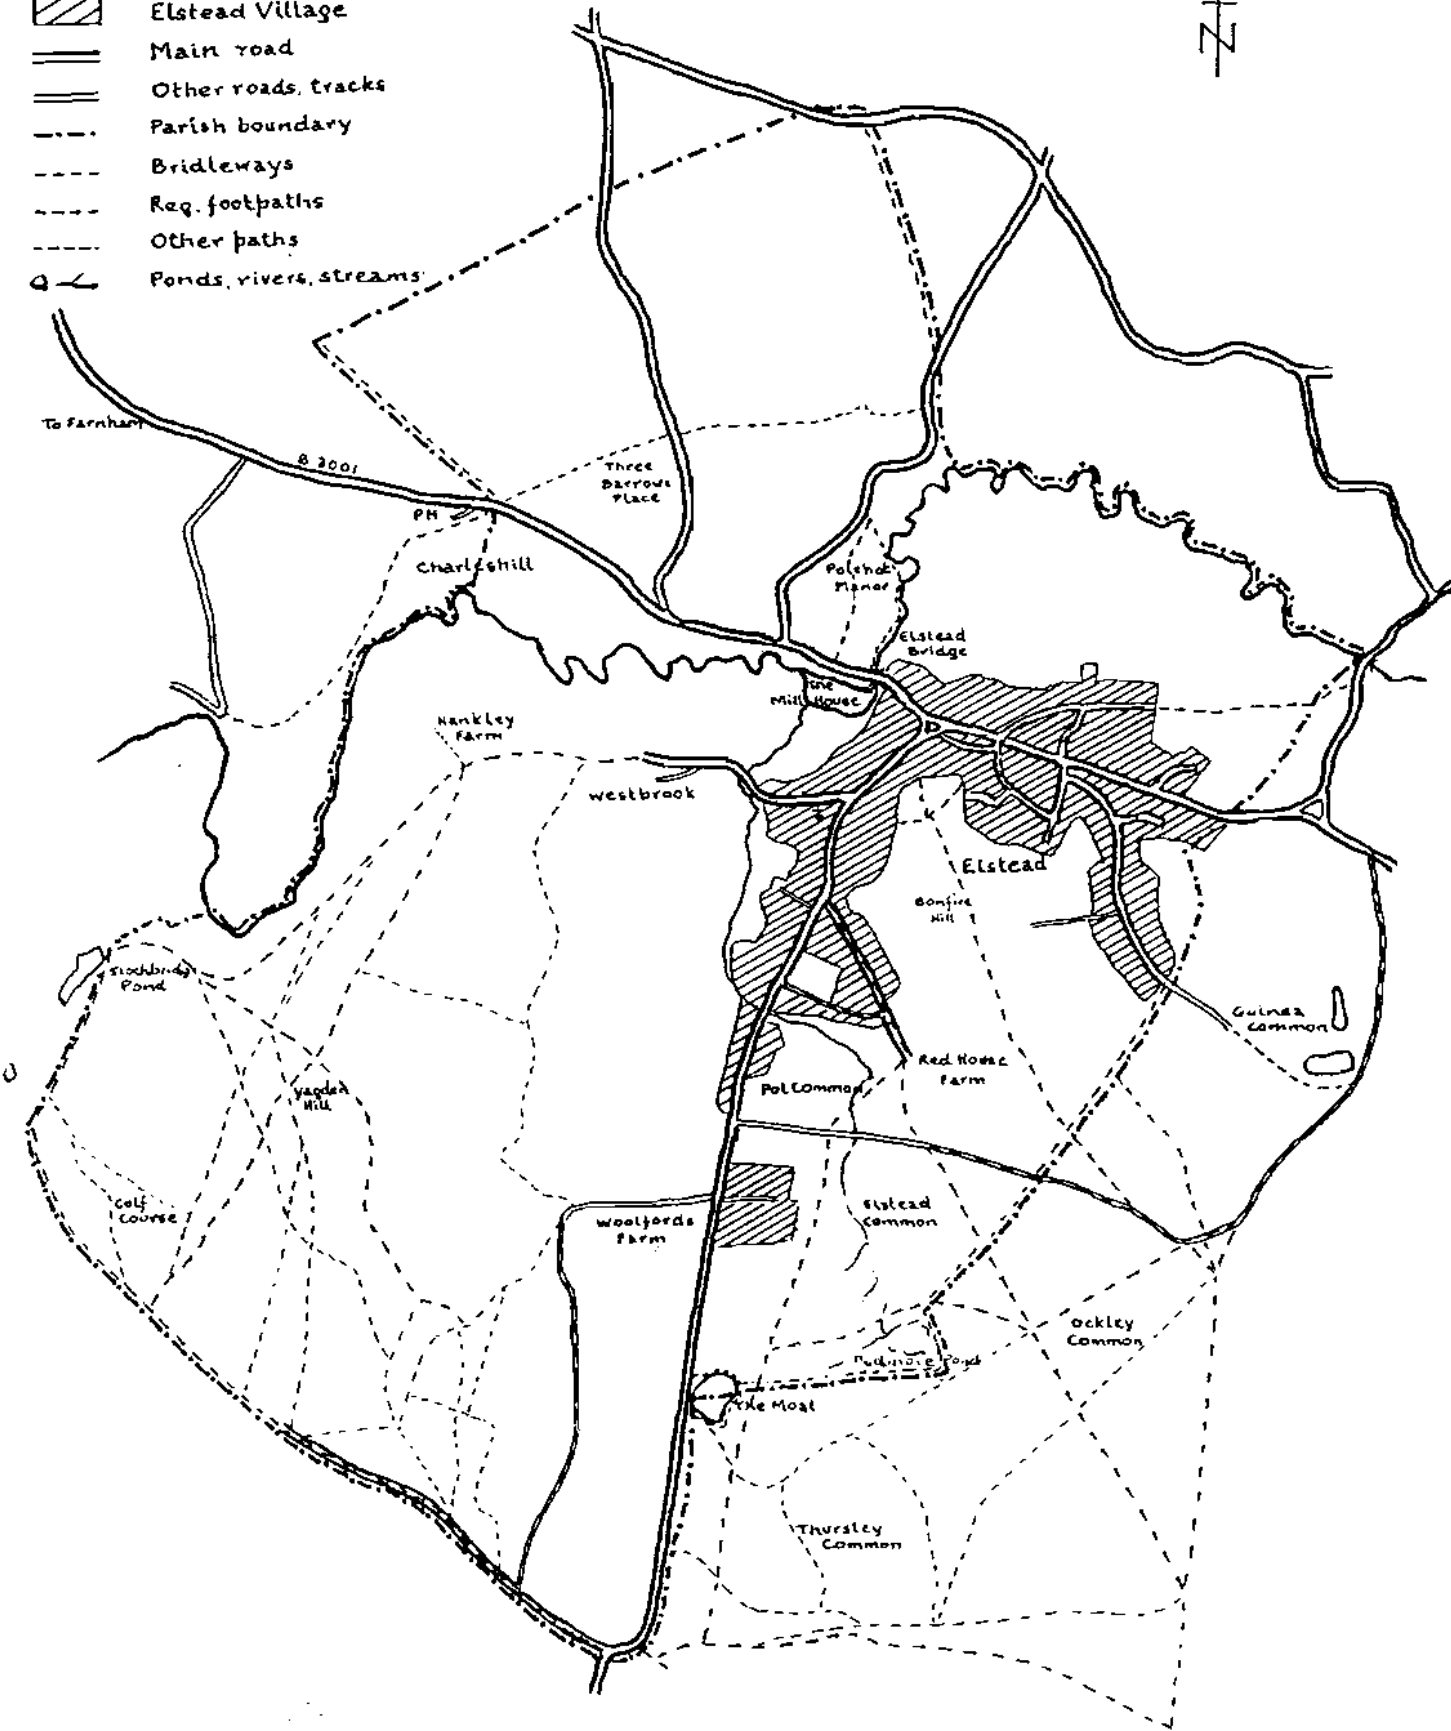 Elstead Village
Main road
Other roads, tracks
Parish boundary
Bridleways
Reg. footpaths
Other paths
Ponds, rivers, streams
N
To Farnham
B 3001
PH
Charleshill
Three
Barrows
Place
Polshot
Manor
Elstead
Bridge
The
Mill House
Hankley
Farm
Westbrook
Elstead
Bonfire
Hill
Stockbridge
Pond
Guinea
Common
Yagden
Hill
Red House
Farm
Pot Common
Golf
Course
Woolfords
Farm
Elstead
Common
Ockley
Common
Pudmore Pond
The Moat
Thursley
Common